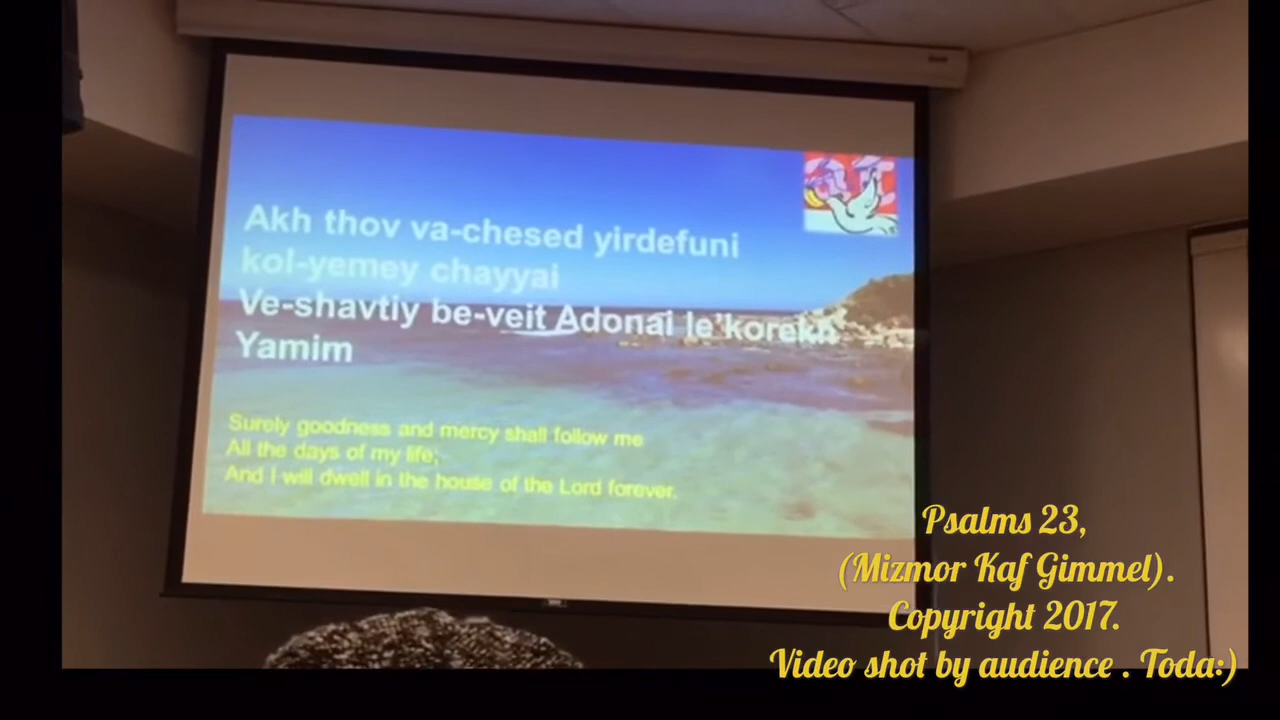 Akh thov va-chesed yirdefuni
kol-yemey chayyai
Ve-shavtiy be-veit Adonai le'korekh
Yamim
Surely goodness and mercy shall follow me
All the days of my life;
And I will dwell in the house of the Lord forever.
Psalms 23,
(Mizmor Kaf Gimmel).
Copyright 2017.
Video shot by audience . Toda:)